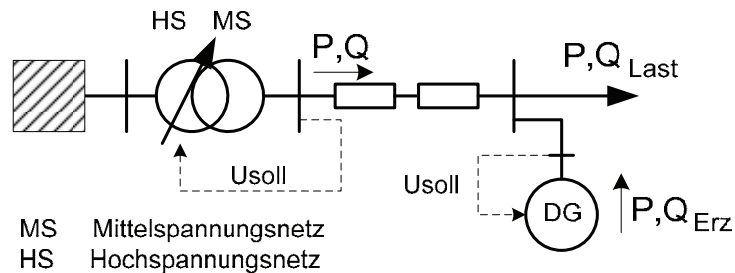 HS MS
P,Q
P,Q Last
Usoll
Usoll
DG
P,Q Erz
MS Mittelspannungsnetz
HS Hochspannungsnetz